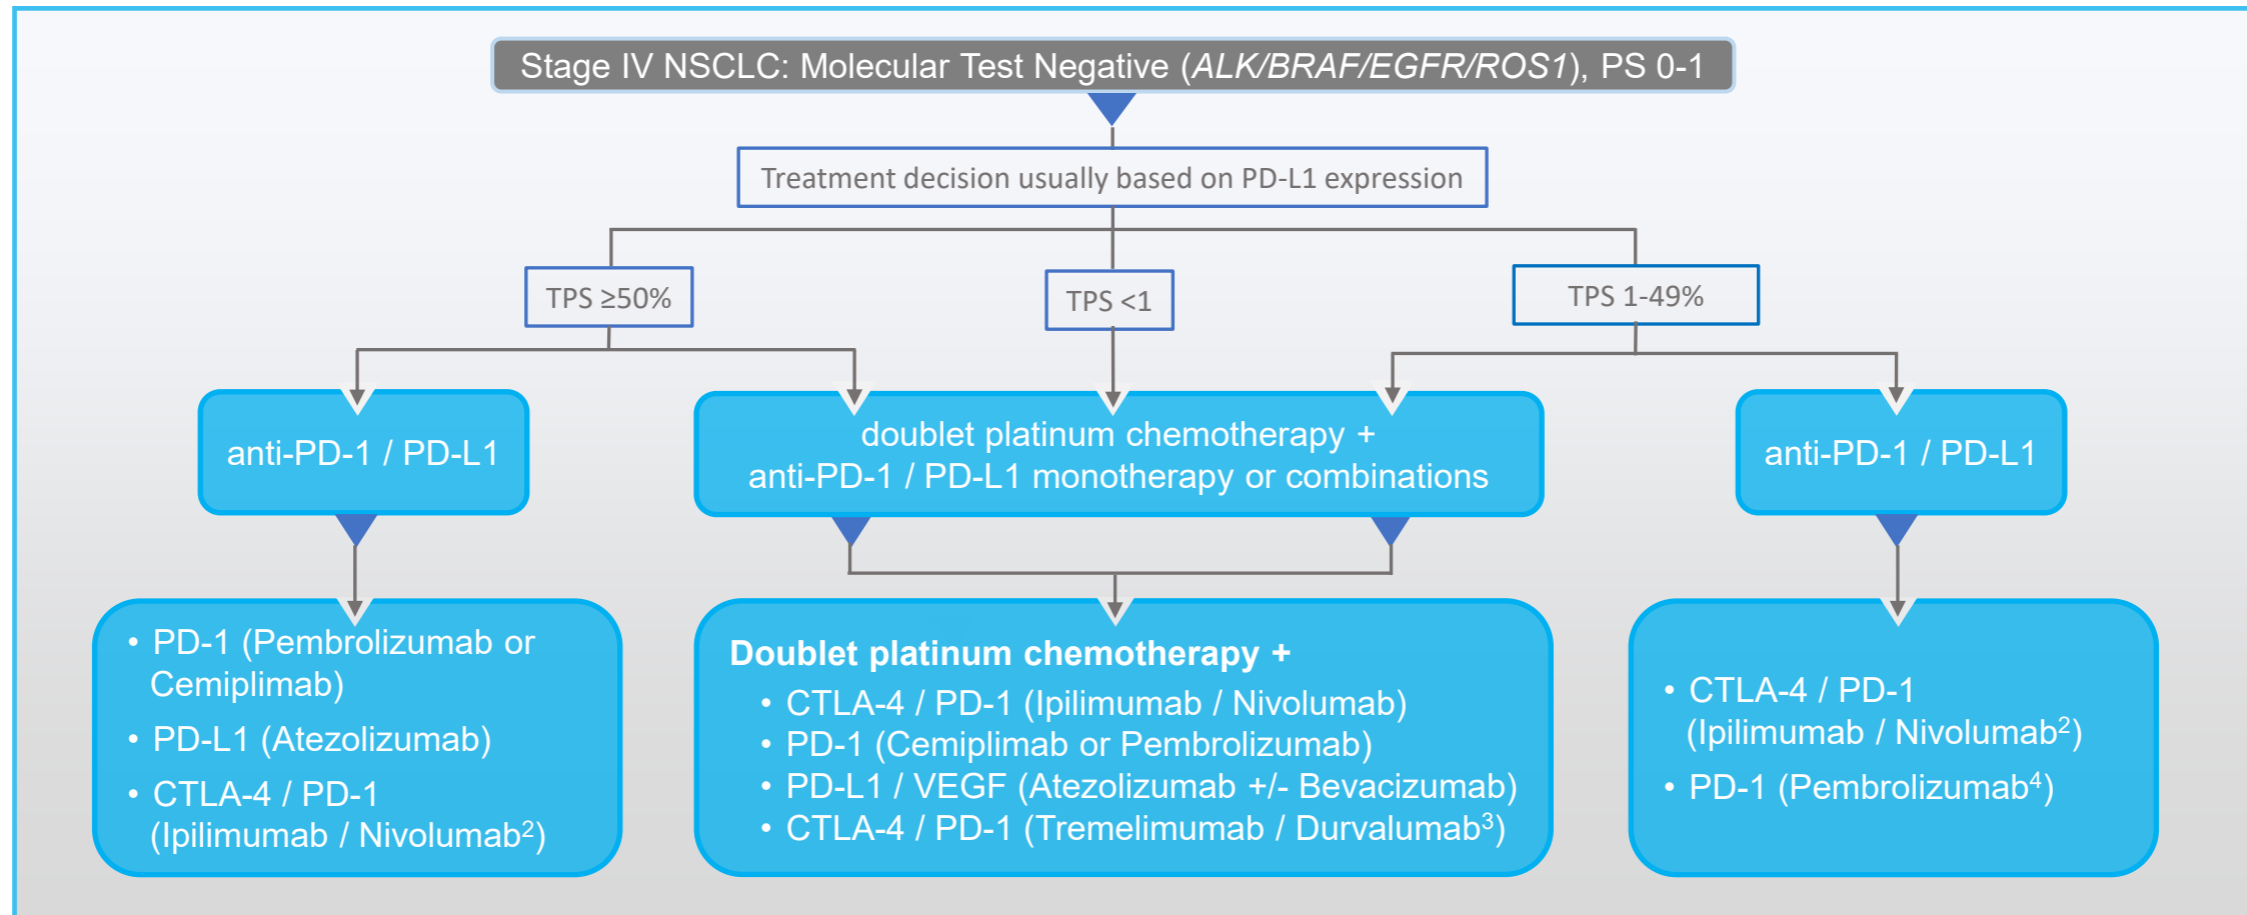 Stage IV NSCLC: Molecular Test Negative (ALK/BRAF/EGFR/ROS1), PS 0-1
Treatment decision usually based on PD-L1 expression
TPS ≥50%
TPS <1
TPS 1-49%
anti-PD-1 / PD-L1
doublet platinum chemotherapy +
anti-PD-1 / PD-L1 monotherapy or combinations
anti-PD-1 / PD-L1
• PD-1 (Pembrolizumab or
Cemiplimab)
• PD-L1 (Atezolizumab)
• CTLA-4 / PD-1
(Ipilimumab / Nivolumab²)
Doublet platinum chemotherapy +
• CTLA-4 / PD-1 (Ipilimumab / Nivolumab)
• PD-1 (Cemiplimab or Pembrolizumab)
• PD-L1 / VEGF (Atezolizumab +/- Bevacizumab)
• CTLA-4 / PD-1 (Tremelimumab / Durvalumab³)
• CTLA-4 / PD-1
(Ipilimumab / Nivolumab²)
• PD-1 (Pembrolizumab⁴)